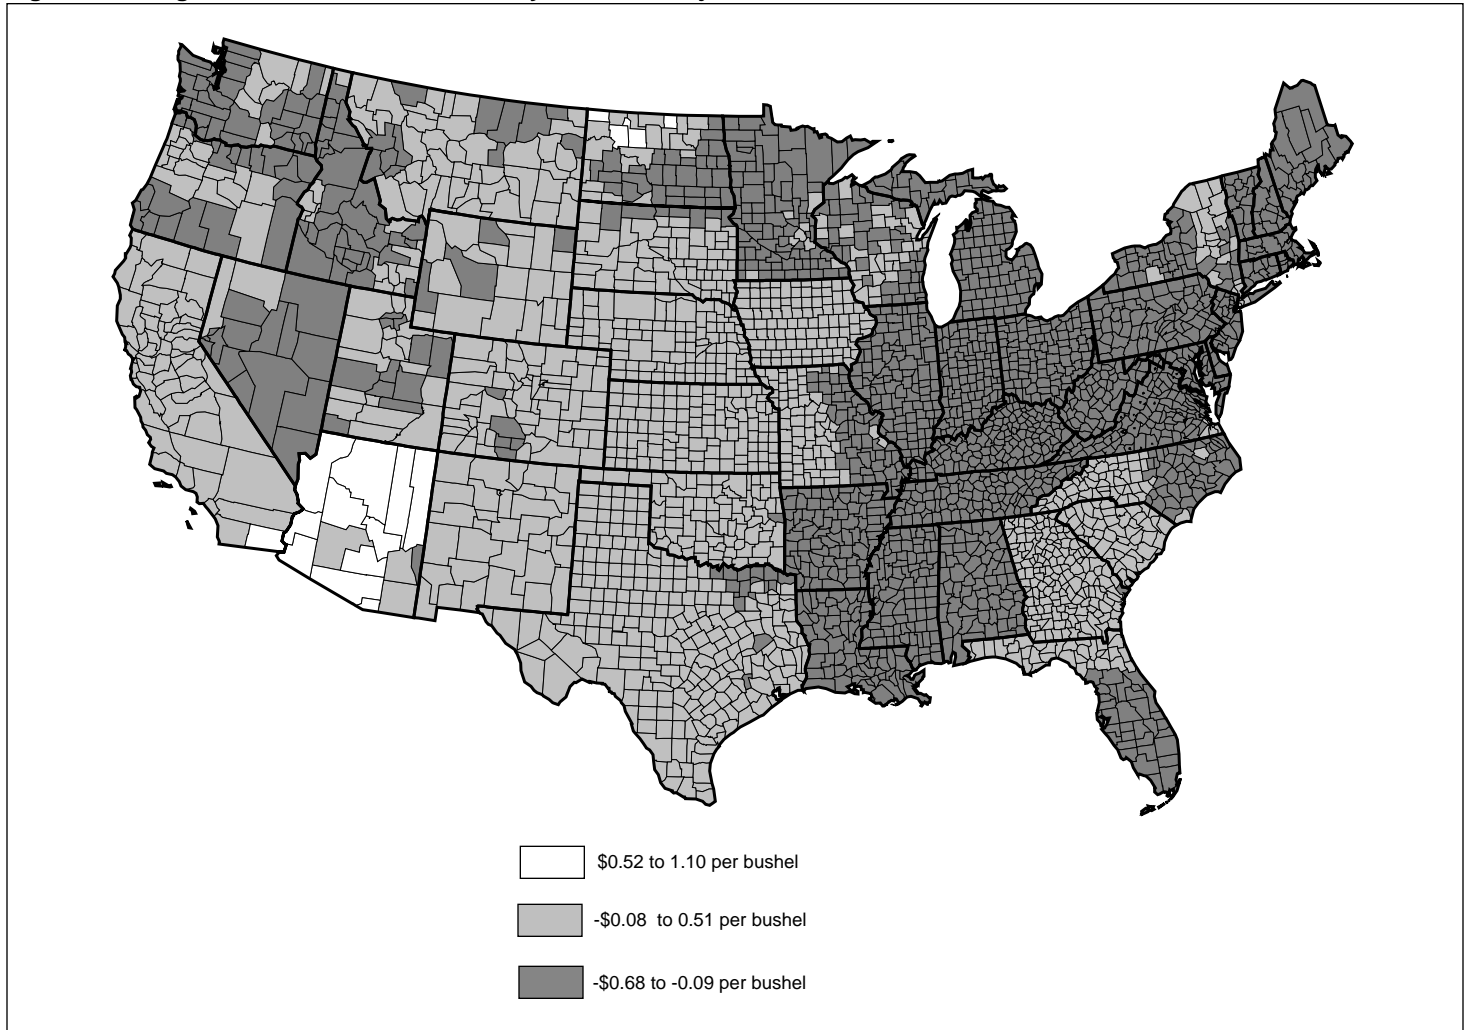 $0.52 to 1.10 per bushel
-$0.08 to 0.51 per bushel
-$0.68 to -0.09 per bushel